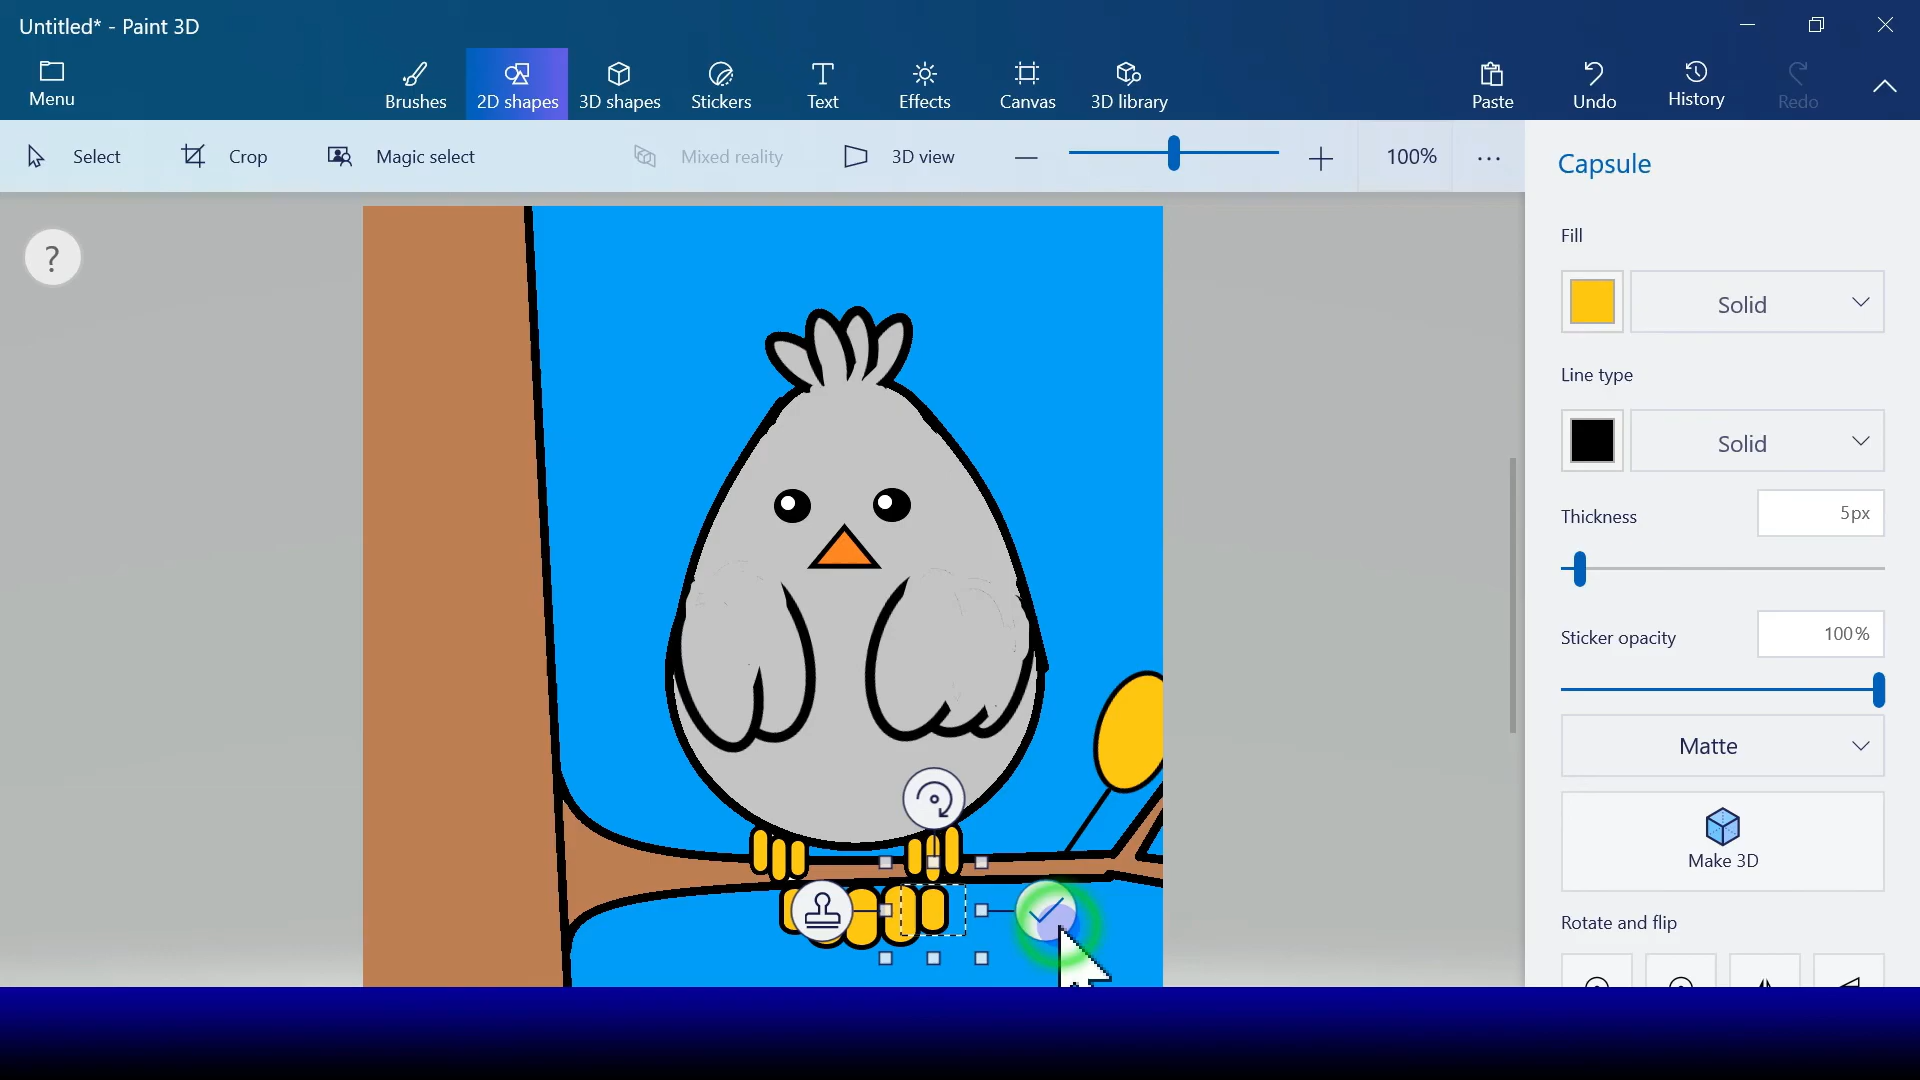 Untitled* - Paint 3D
Menu
Brushes
2D shapes
3D shapes
Stickers
Text
Effects
Canvas
3D library
Paste
Undo
History
Redo
Select
Crop
Magic select
Mixed reality
3D view
100%
Capsule
?
Fill
Solid
Line type
Solid
Thickness
5px
Sticker opacity
100%
Matte
Make 3D
Rotate and flip